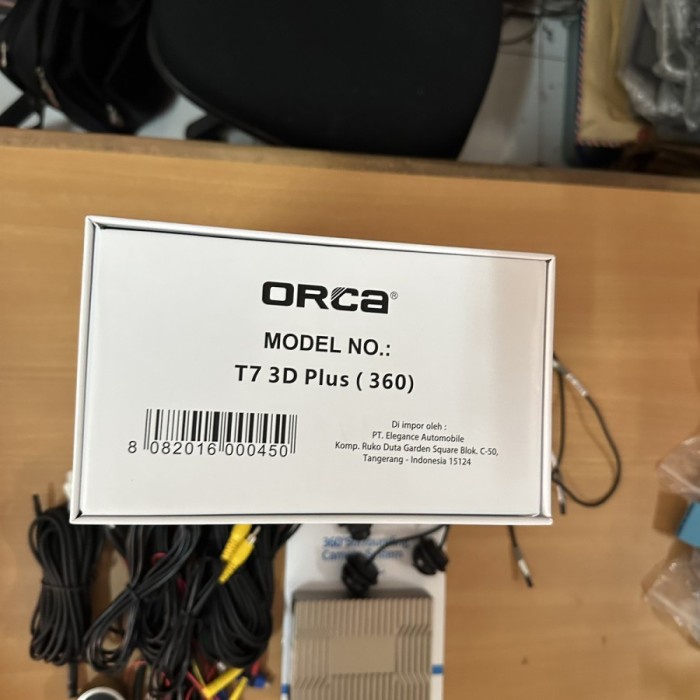 ORCA®
MODEL NO.:
T7 3D Plus ( 360)
8 082016 000450
Di impor oleh :
PT. Elegance Automobile
Komp. Ruko Duta Garden Square Blok. C-50,
Tangerang - Indonesia 15124